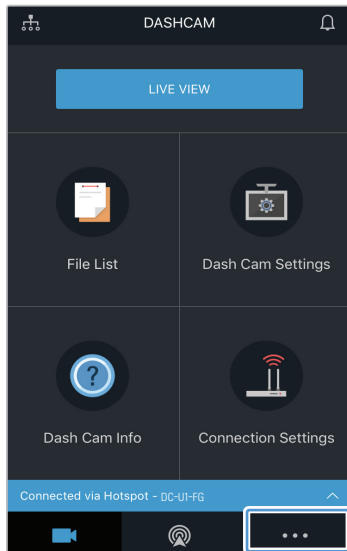 DASHCAM
LIVE VIEW
File List
Dash Cam Settings
Dash Cam Info
Connection Settings
Connected via Hotspot - DC-U1-FG